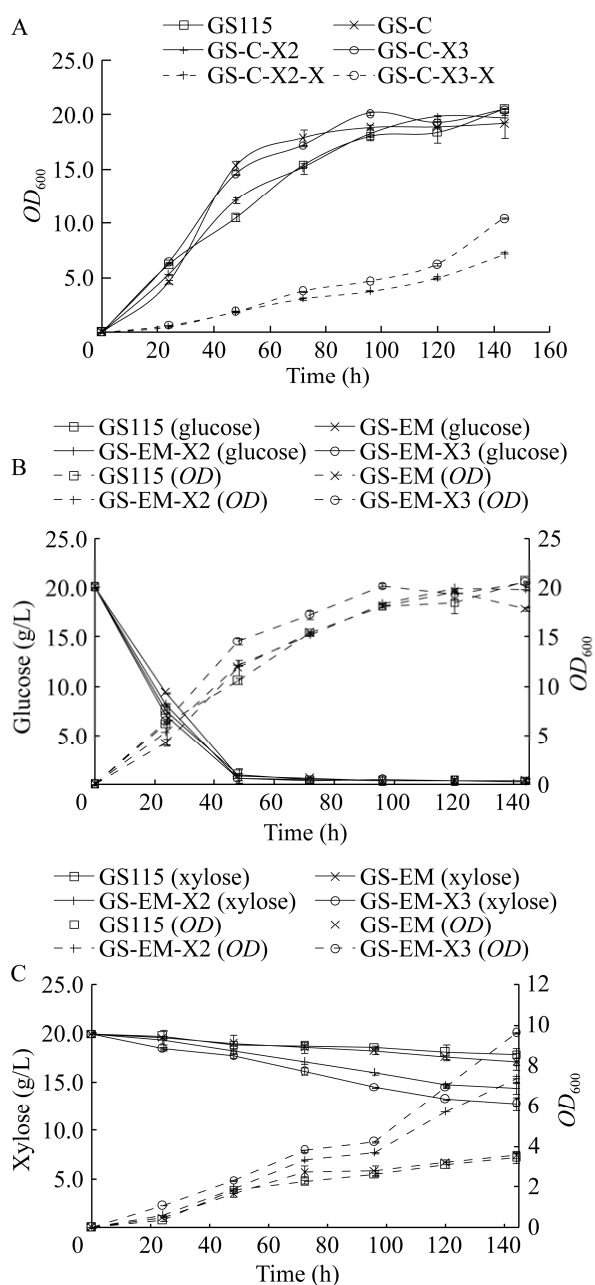 A
GS115 GS-C
GS-C-X2 GS-C-X3
GS-C-X2-X GS-C-X3-X
25.0
20.0
15.0
10.0
5.0
OD600
0 20 40 60 80 100 120 140 160
Time (h)
B
GS115 (glucose) GS-EM (glucose)
GS-EM-X2 (glucose) GS-EM-X3 (glucose)
GS115 (OD) GS-EM (OD)
GS-EM-X2 (OD) GS-EM-X3 (OD)
25.0 25
20.0 20
15.0 15
10.0 10
5.0 5
0
Glucose (g/L)
OD600
0 20 40 60 80 100 120 140
Time (h)
C
GS115 (xylose) GS-EM (xylose)
GS-EM-X2 (xylose) GS-EM-X3 (xylose)
GS115 (OD) GS-EM (OD)
GS-EM-X2 (OD) GS-EM-X3 (OD)
25.0
20.0
15.0
10.0
5.0
Xylose (g/L)
12
10
8
6
4
2
0
OD600
0 20 40 60 80 100 120 140
Time (h)